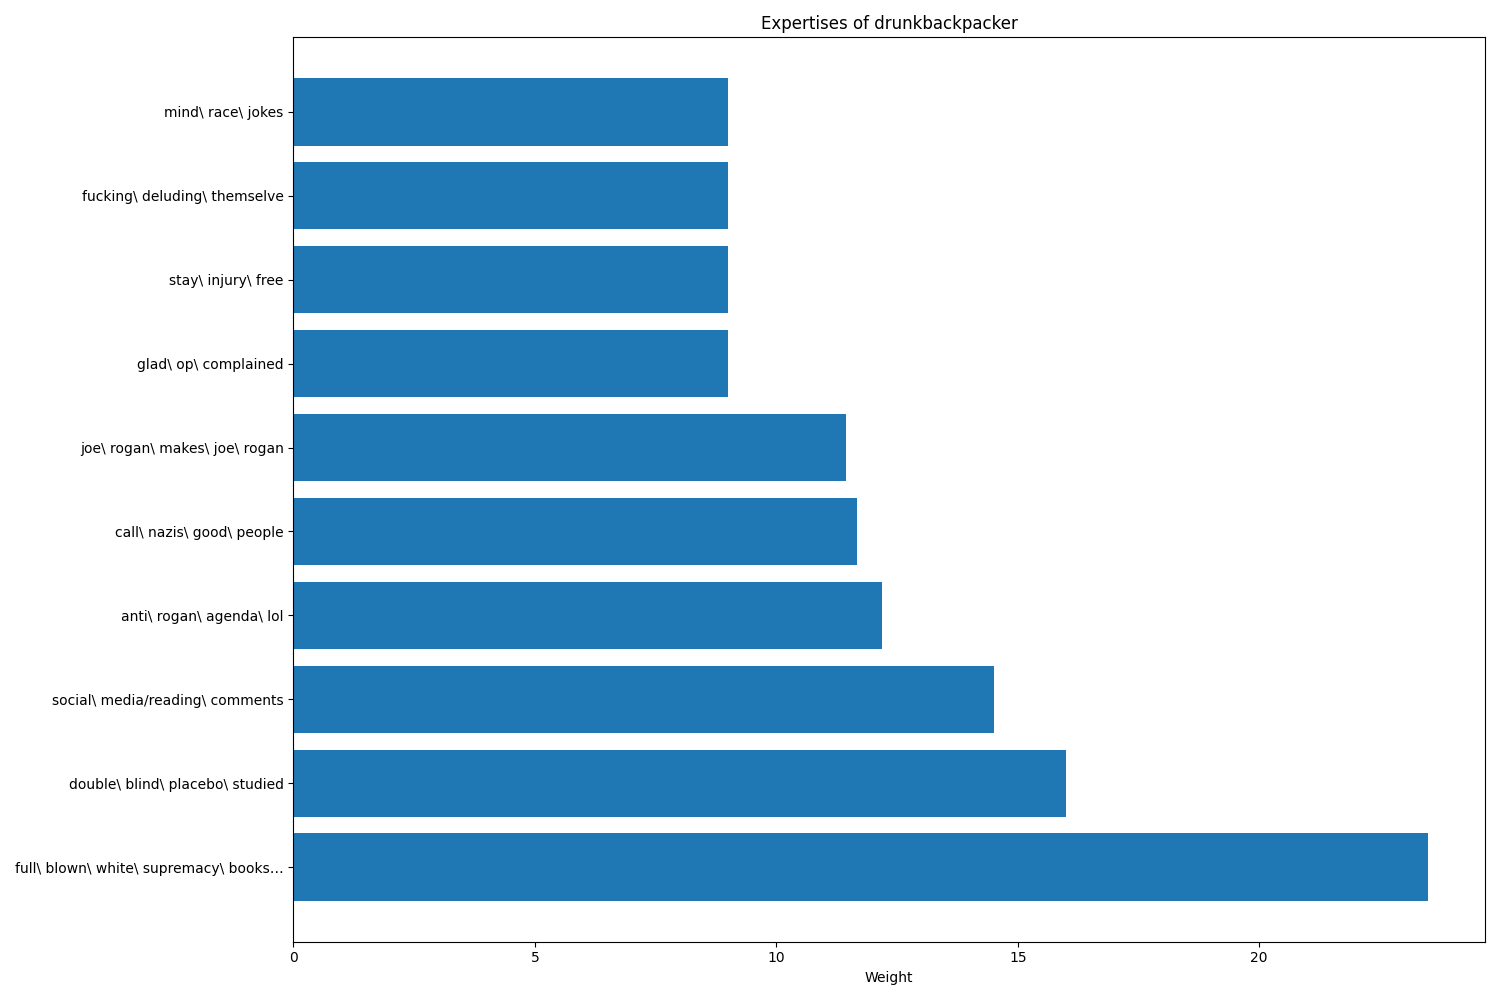 Expertises of drunkbackpacker
mind\ race\ jokes
fucking\ deluding\ themselve
stay\ injury\ free
glad\ op\ complained
joe\ rogan\ makes\ joe\ rogan
call\ nazis\ good\ people
anti\ rogan\ agenda\ lol
social\ media/reading\ comments
double\ blind\ placebo\ studied
full\ blown\ white\ supremacy\ books...
0 5 10 15 20
Weight